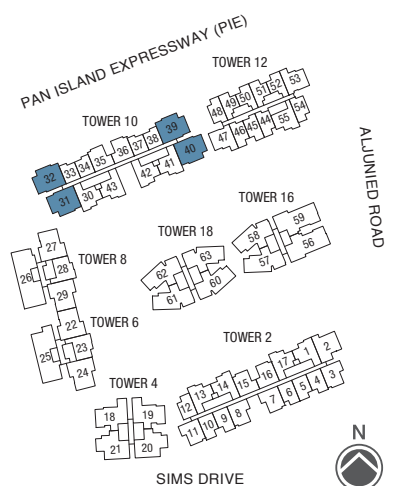 PAN ISLAND EXPRESSWAY (PIE)
TOWER 12
48 49 50 51 52 53
47 46 45 44 55 54
TOWER 10
32 33 34 35 36 37 38 39
31 30 43 42 41 40
ALJUNIED ROAD
TOWER 16
58 59
57 56
TOWER 18
62 63
61 60
TOWER 8
27
26 28
29
TOWER 6
22
25 23
24
TOWER 2
12 13 14 15 16 17 1 2
11 10 9 8 7 6 5 4 3
TOWER 4
18 19
21 20
N
SIMS DRIVE